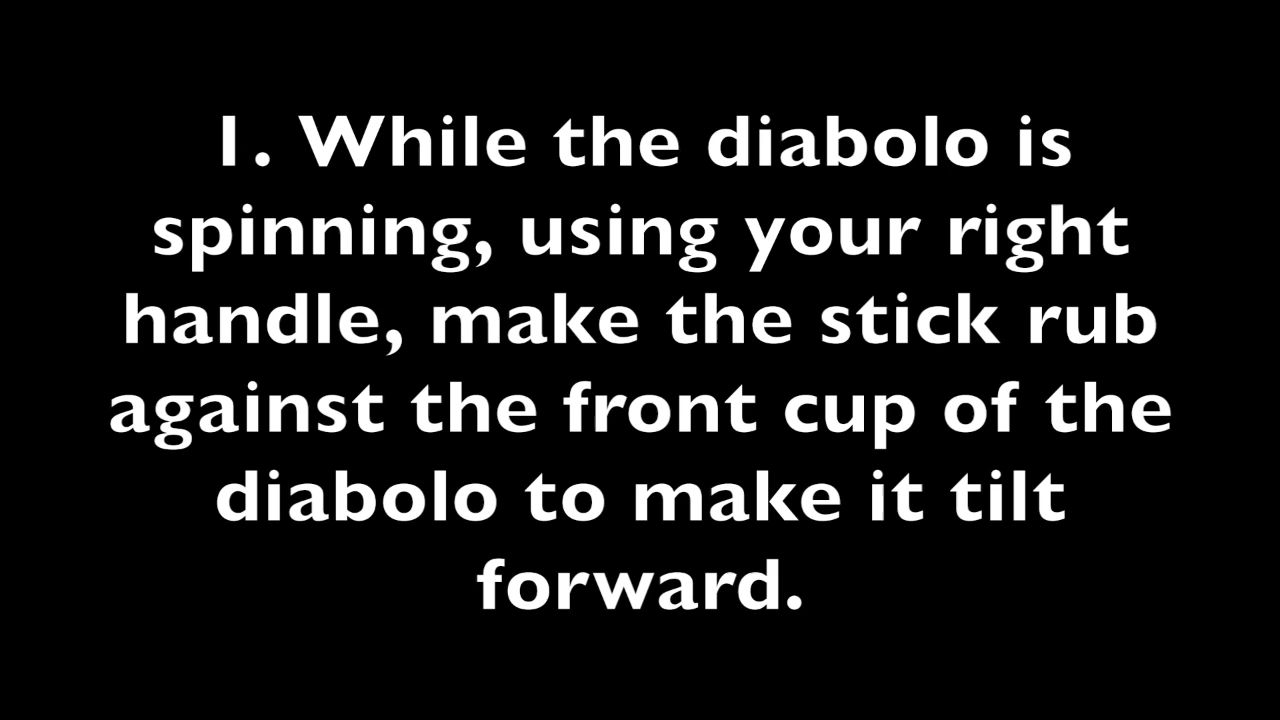 1. While the diabolo is
spinning, using your right
handle, make the stick rub
against the front cup of the
diabolo to make it tilt
forward.